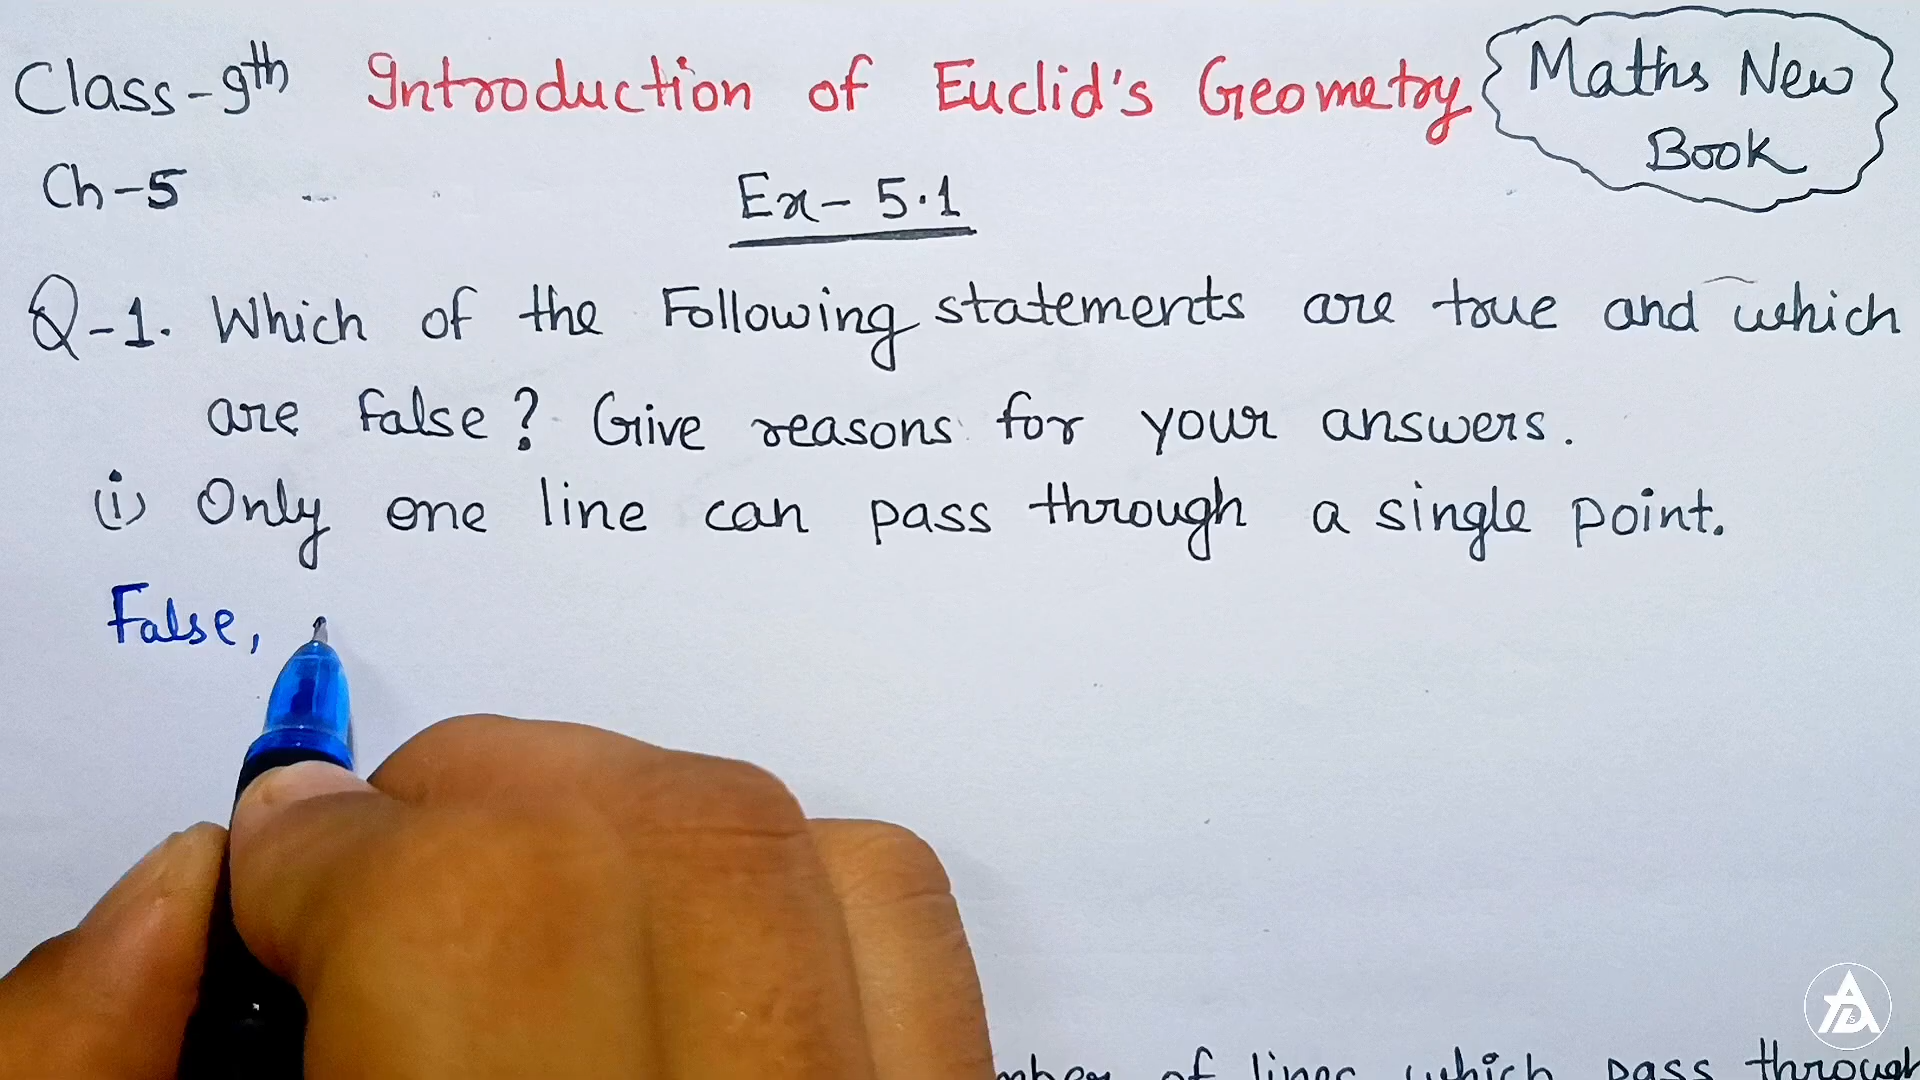 Class-9th Introduction of Euclid's Geometry
Maths New
Book
Ch-5
Ex- 5.1
Q-1. Which of the Following statements are true and which
are false? Give reasons for your answers.
(i) Only one line can pass through a single point.
False,
of lines which pass through